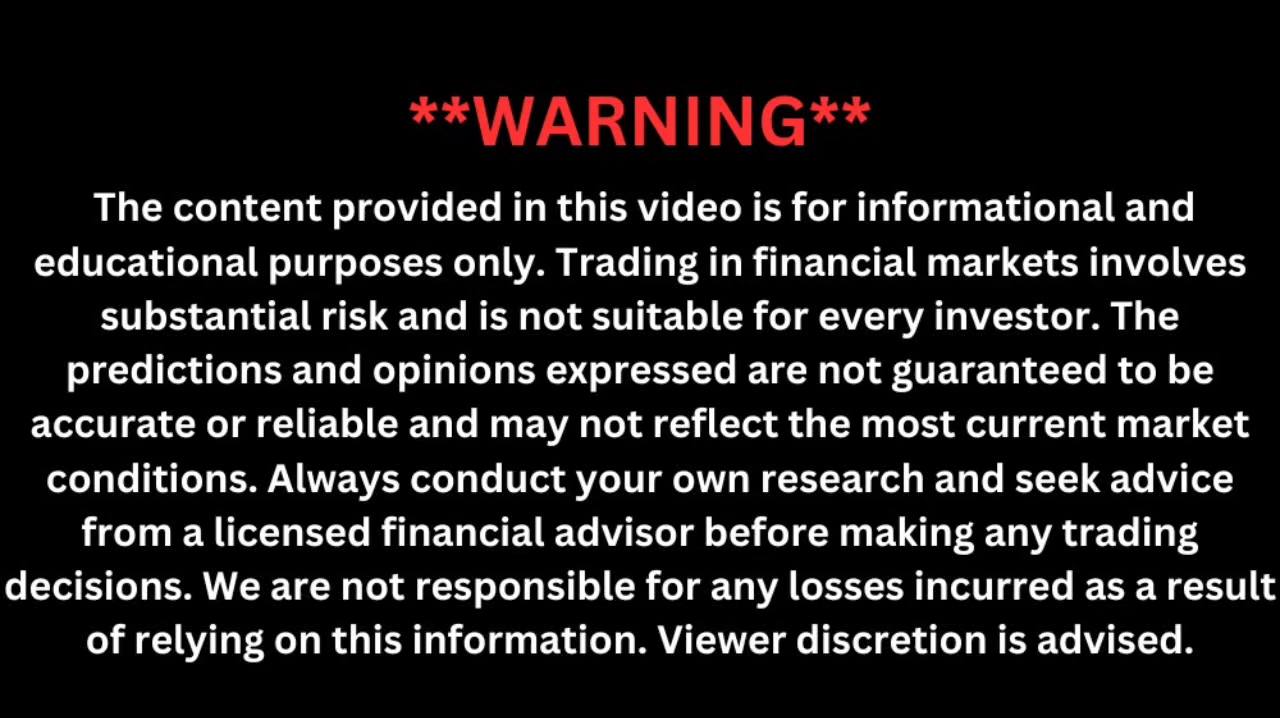 **WARNING**
The content provided in this video is for informational and
educational purposes only. Trading in financial markets involves
substantial risk and is not suitable for every investor. The
predictions and opinions expressed are not guaranteed to be
accurate or reliable and may not reflect the most current market
conditions. Always conduct your own research and seek advice
from a licensed financial advisor before making any trading
decisions. We are not responsible for any losses incurred as a result
of relying on this information. Viewer discretion is advised.